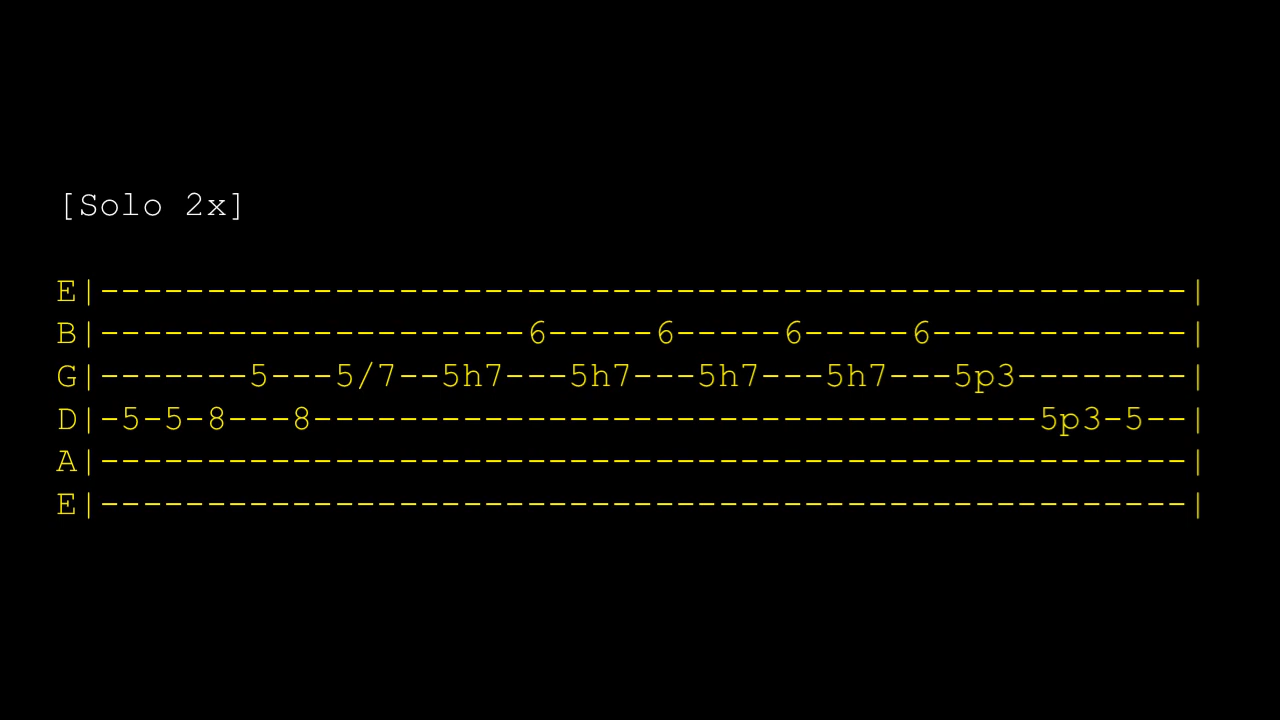 [Solo 2x]
E|---------------------------------------------------|
B|--------------------6-----6-----6-----6------------|
G|-------5---5/7--5h7---5h7---5h7---5h7---5p3--------|
D|-5-5-8---8----------------------------------5p3-5--|
A|---------------------------------------------------|
E|---------------------------------------------------|